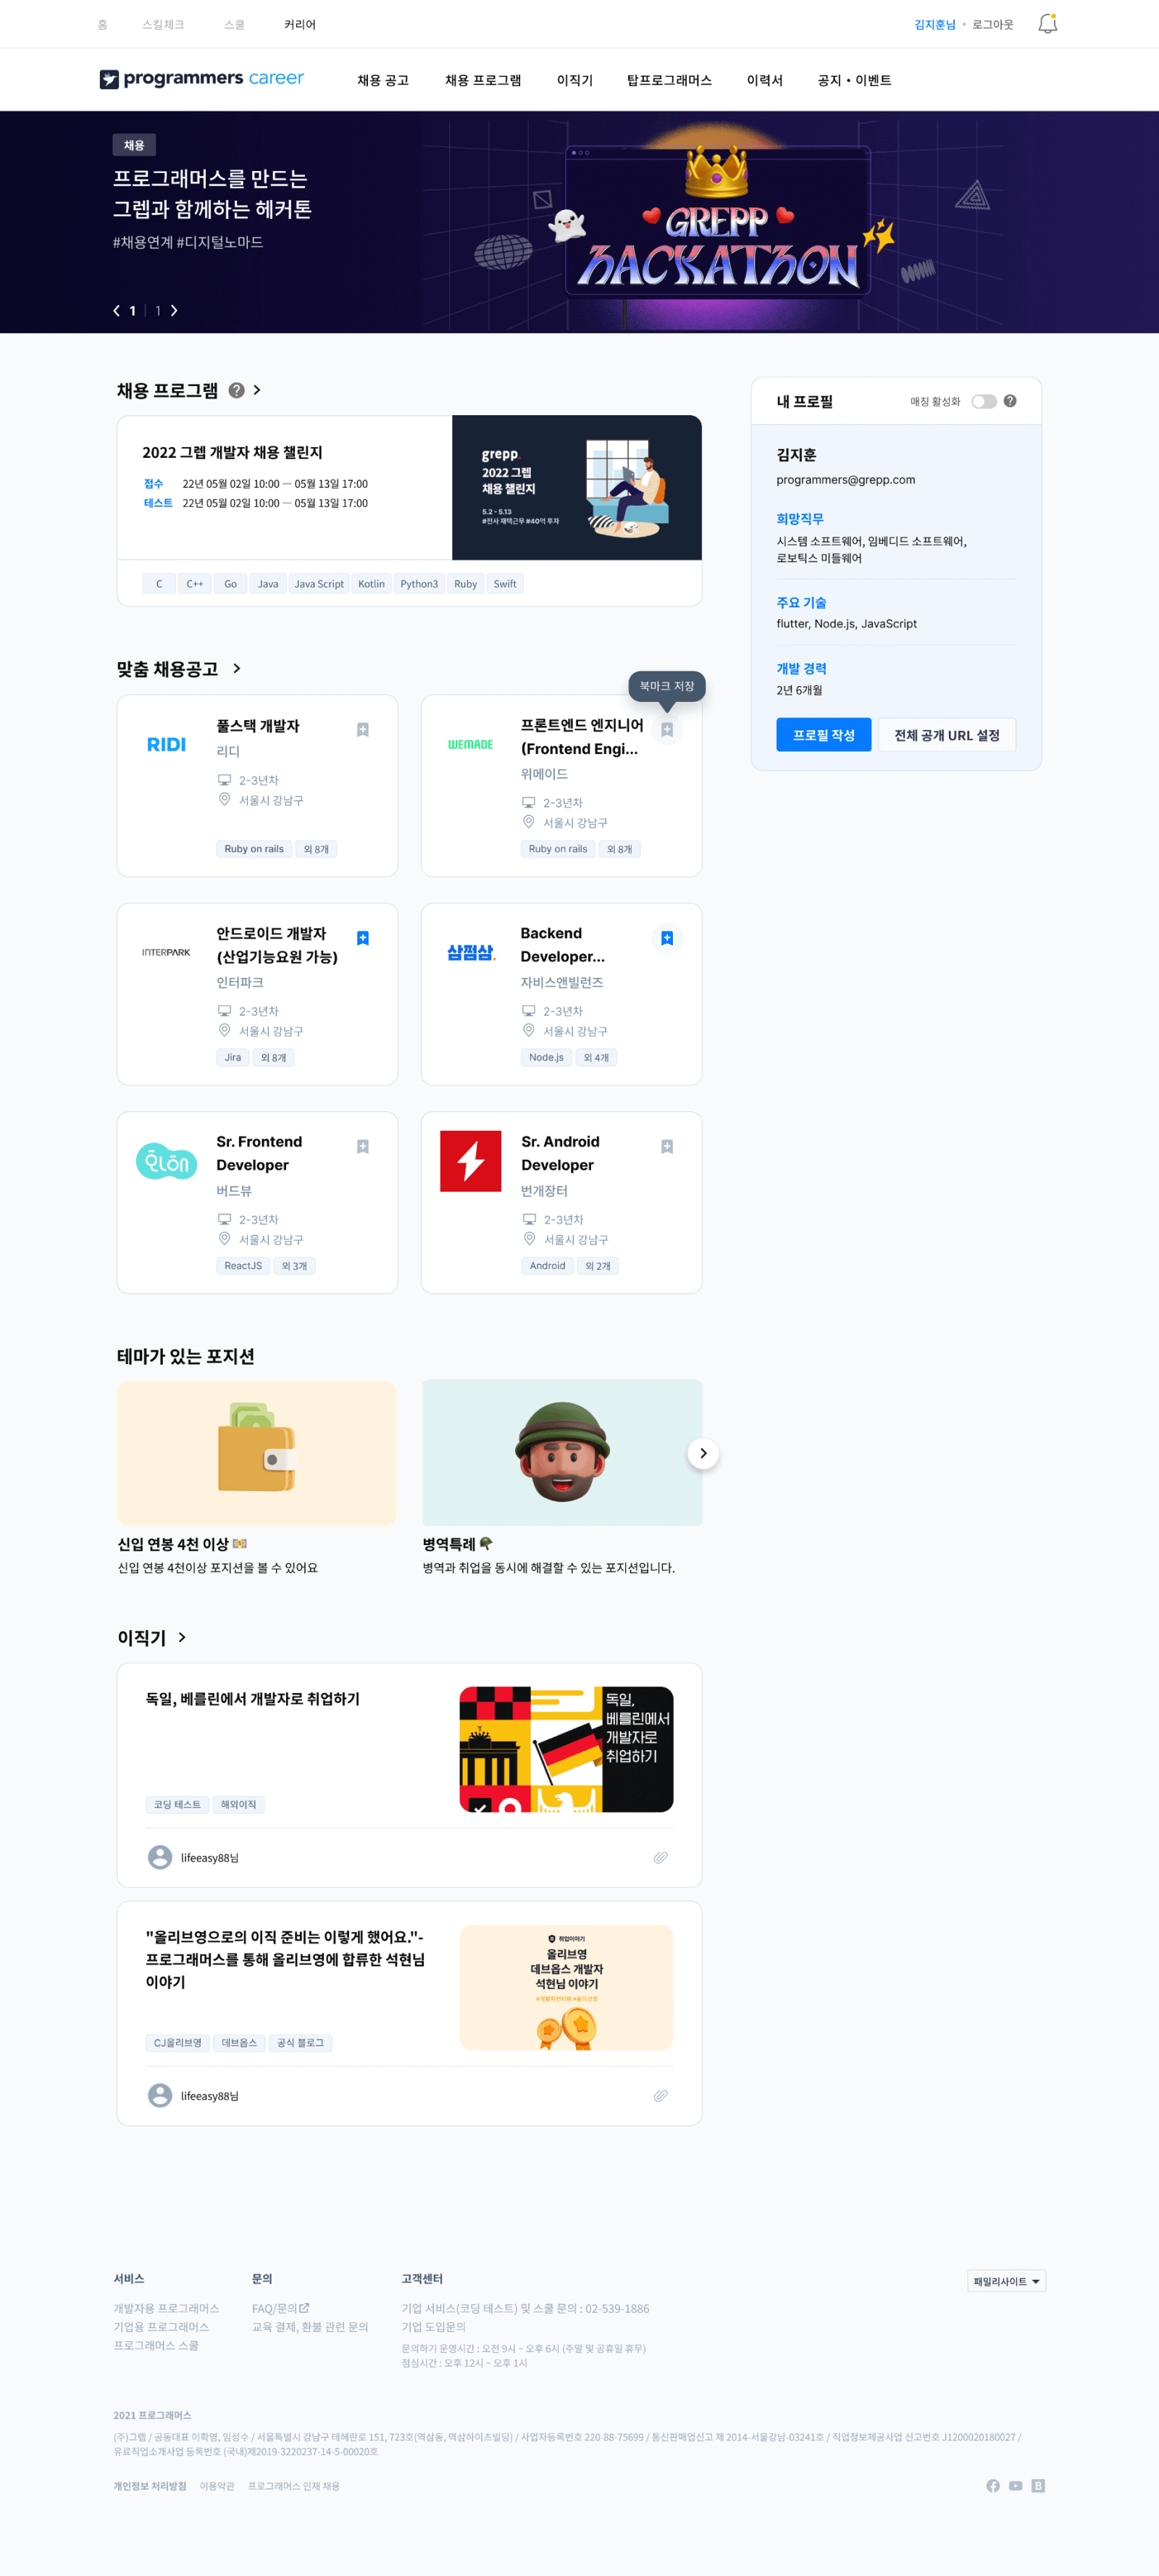 홈 스킬체크 스쿨 커리어 김지훈님 • 로그아웃
programmers career 채용 공고 채용 프로그램 이직기 탑프로그래머스 이력서 공지 • 이벤트
채용
프로그래머스를 만드는
그렙과 함께하는 헤커톤
#채용연계 #디지털노마드
1 | 1
GREPP
HACKATHON
채용 프로그램
2022 그렙 개발자 채용 챌린지
접수 22년 05월 02일 10:00 — 05월 13일 17:00
테스트 22년 05월 02일 10:00 — 05월 13일 17:00
grepp.
2022 그렙
채용 챌린지
5.2 - 5.13
#전사 재택근무 #40억 투자
C C++ Go Java Java Script Kotlin Python3 Ruby Swift
내 프로필 매칭 활성화
김지훈
programmers@grepp.com
희망직무
시스템 소프트웨어, 임베디드 소프트웨어,
로보틱스 미들웨어
주요 기술
flutter, Node.js, JavaScript
개발 경력
2년 6개월
프로필 작성 전체 공개 URL 설정
맞춤 채용공고
북마크 저장
RIDI
풀스택 개발자
리디
2-3년차
서울시 강남구
Ruby on rails 외 8개
WEMADE
프론트엔드 엔지니어
(Frontend Engi...
위메이드
2-3년차
서울시 강남구
Ruby on rails 외 8개
INTERPARK
안드로이드 개발자
(산업기능요원 가능)
인터파크
2-3년차
서울시 강남구
Jira 외 8개
삼쩜삼.
Backend
Developer...
자비스앤빌런즈
2-3년차
서울시 강남구
Node.js 외 4개
Sr. Frontend
Developer
버드뷰
2-3년차
서울시 강남구
ReactJS 외 3개
Sr. Android
Developer
번개장터
2-3년차
서울시 강남구
Android 외 2개
테마가 있는 포지션
신입 연봉 4천 이상 💴
신입 연봉 4천이상 포지션을 볼 수 있어요
병역특례 🪖
병역과 취업을 동시에 해결할 수 있는 포지션입니다.
이직기
독일, 베를린에서 개발자로 취업하기
독일,
베를린에서
개발자로
취업하기
코딩 테스트 해외이직
lifeeasy88님
"올리브영으로의 이직 준비는 이렇게 했어요."-
프로그래머스를 통해 올리브영에 합류한 석현님
이야기
취업이야기
올리브영
데브옵스 개발자
석현님 이야기
CJ올리브영 데브옵스 공식 블로그
lifeeasy88님
서비스
개발자용 프로그래머스
기업용 프로그래머스
프로그래머스 스쿨
문의
FAQ/문의
교육 결제, 환불 관련 문의
고객센터
기업 서비스(코딩 테스트) 및 스쿨 문의 : 02-539-1886
기업 도입문의
문의하기 운영시간 : 오전 9시 ~ 오후 6시 (주말 및 공휴일 휴무)
점심시간 : 오후 12시 ~ 오후 1시
패밀리사이트
2021 프로그래머스
(주)그렙 / 공동대표 이확영, 임성수 / 서울특별시 강남구 테헤란로 151, 723호(역삼동, 역삼하이츠빌딩) / 사업자등록번호 220-88-75699 / 통신판매업신고 제 2014-서울강남-03241호 / 직업정보제공사업 신고번호 J1200020180027 /
유료직업소개사업 등록번호 (국내)제2019-3220237-14-5-00020호
개인정보 처리방침 이용약관 프로그래머스 인재 채용